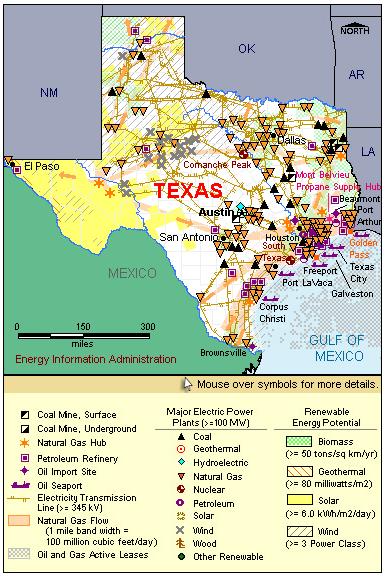 NORTH
OK
NM
AR
Dallas
LA
El Paso
Comanche Peak
Mont Belvieu
Propane Supply Hub
TEXAS
Beaumont
Port
Arthur
Austin
San Antonio
Houston
South
Texas
Golden
Pass
Texas
City
Freeport
Port LaVaca
Galveston
MEXICO
Corpus
Christi
0 150 300
miles
GULF OF
MEXICO
Energy Information Administration
Brownsville
Mouse over symbols for more details.
Coal Mine, Surface
Coal Mine, Underground
Natural Gas Hub
Petroleum Refinery
Oil Import Site
Oil Seaport
Electricity Transmission
Line (>= 345 kV)
Natural Gas Flow
(1 mile band width =
100 million cubic feet/day)
Oil and Gas Active Leases
Major Electric Power
Plants (>=100 MW)
Coal
Geothermal
Hydroelectric
Natural Gas
Nuclear
Petroleum
Solar
Wind
Wood
Other Renewable
Renewable
Energy Potential
Biomass
(>= 50 tons/sq km/yr)
Geothermal
(>= 80 milliwatts/m2)
Solar
(>= 6.0 kWh/m2/day)
Wind
(>= 3 Power Class)